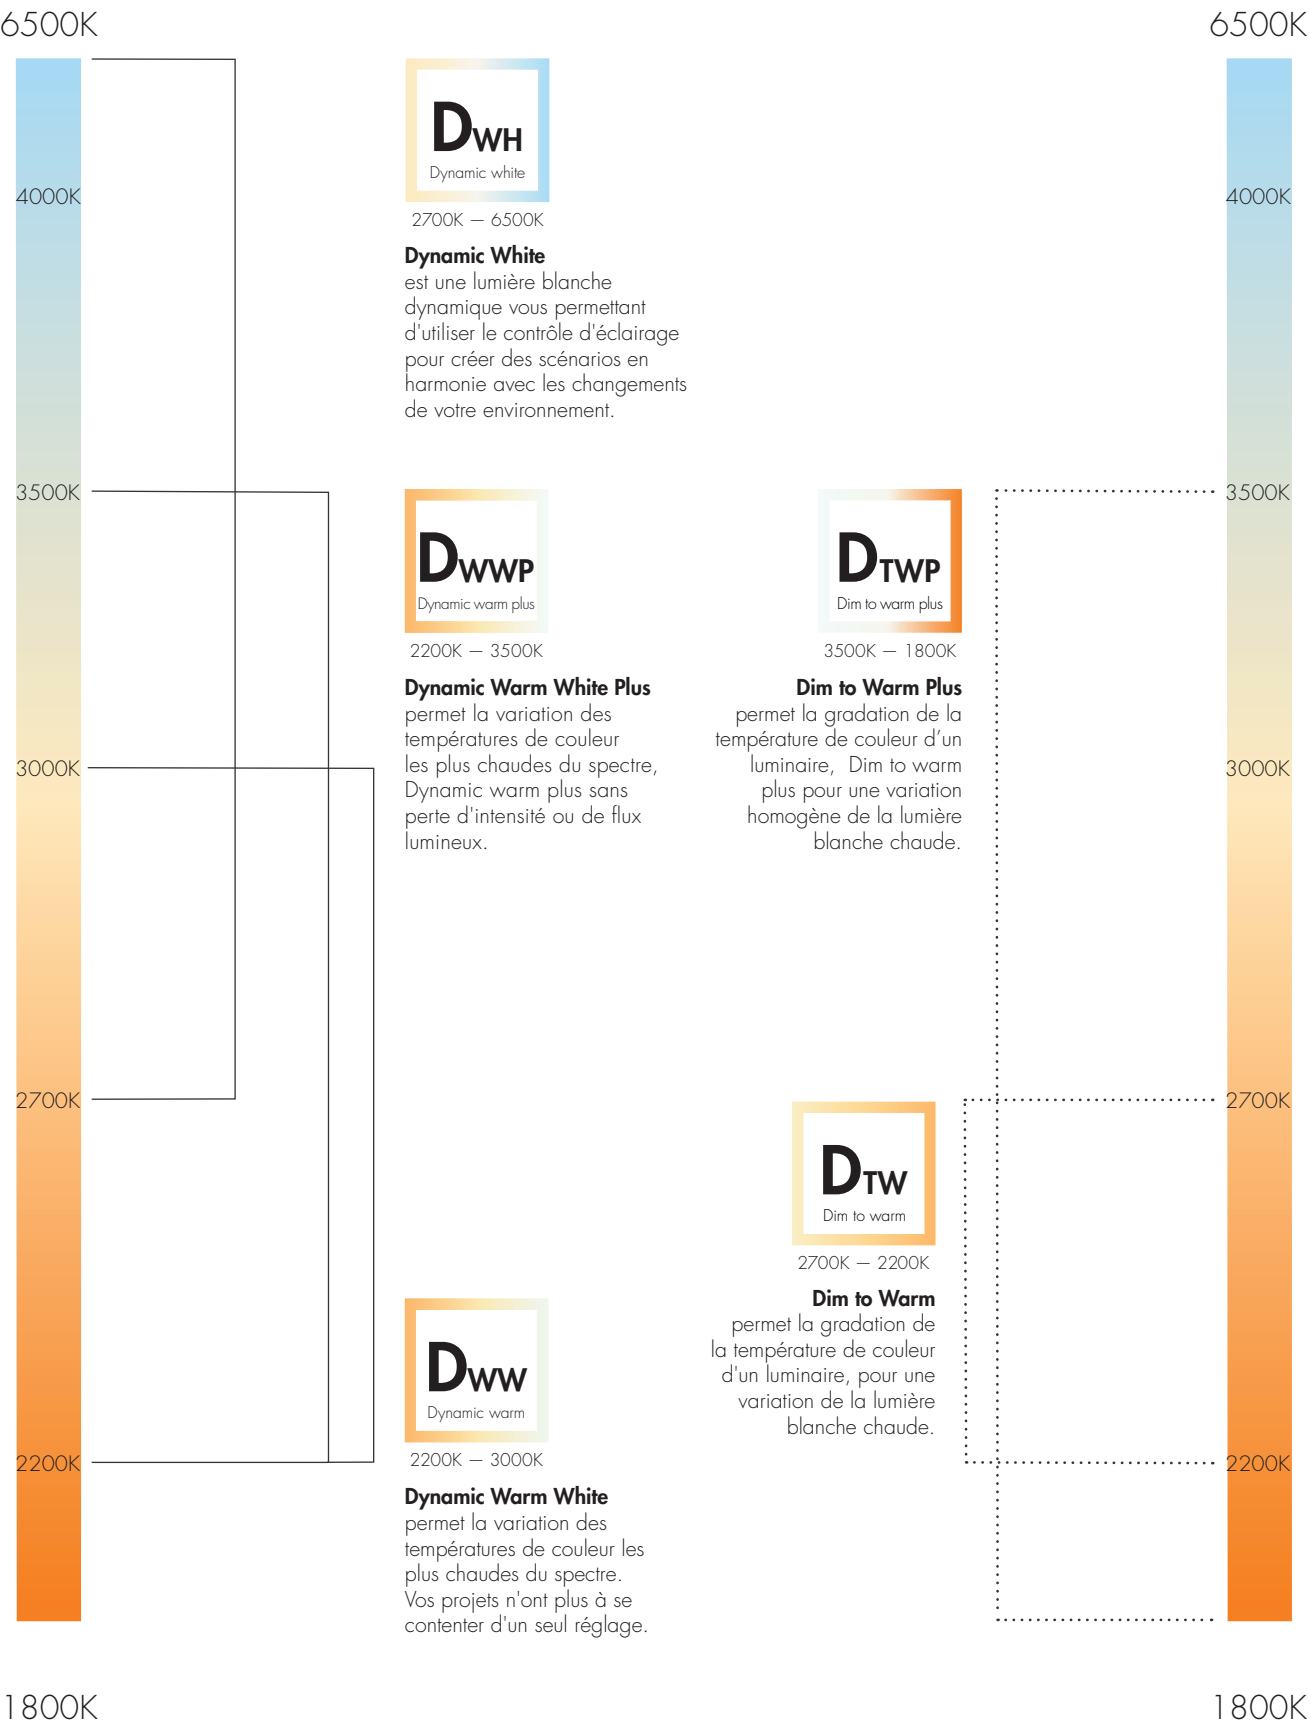 6500K
6500K
4000K
3500K
3000K
2700K
2200K
1800K
DWH
Dynamic white
2700K — 6500K
Dynamic White
est une lumière blanche
dynamique vous permettant
d'utiliser le contrôle d'éclairage
pour créer des scénarios en
harmonie avec les changements
de votre environnement.
DWWP
Dynamic warm plus
2200K — 3500K
Dynamic Warm White Plus
permet la variation des
températures de couleur
les plus chaudes du spectre,
Dynamic warm plus sans
perte d'intensité ou de flux
lumineux.
DTWP
Dim to warm plus
3500K — 1800K
Dim to Warm Plus
permet la gradation de la
température de couleur d’un
luminaire,  Dim to warm
plus pour une variation
homogène de la lumière
blanche chaude.
DTW
Dim to warm
2700K — 2200K
Dim to Warm
permet la gradation de
la température de couleur
d'un luminaire, pour une
variation de la lumière
blanche chaude.
DWW
Dynamic warm
2200K — 3000K
Dynamic Warm White
permet la variation des
températures de couleur les
plus chaudes du spectre.
Vos projets n'ont plus à se
contenter d'un seul réglage.
4000K
3500K
3000K
2700K
2200K
1800K